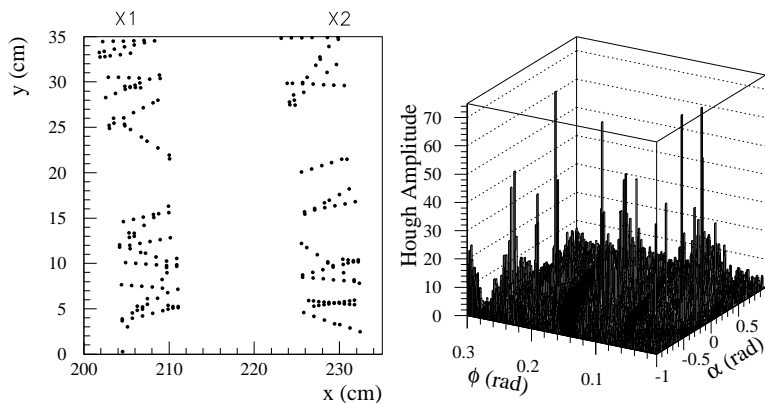 X1 X2
y (cm)
35
30
25
20
15
10
5
0
200 210 220 230
x (cm)
Hough Amplitude
70
60
50
40
30
20
10
0
0.3 0.2 0.1
ϕ (rad)
-1 -0.5 0 0.5
α (rad)